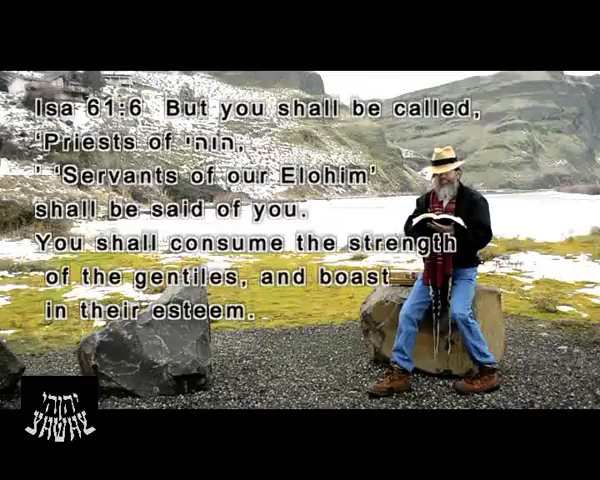 Isa 61:6 But you shall be called,
'Priests of יהוה,
' 'Servants of our Elohim'
shall be said of you.
You shall consume the strength
of the gentiles, and boast
in their esteem.
יהוה